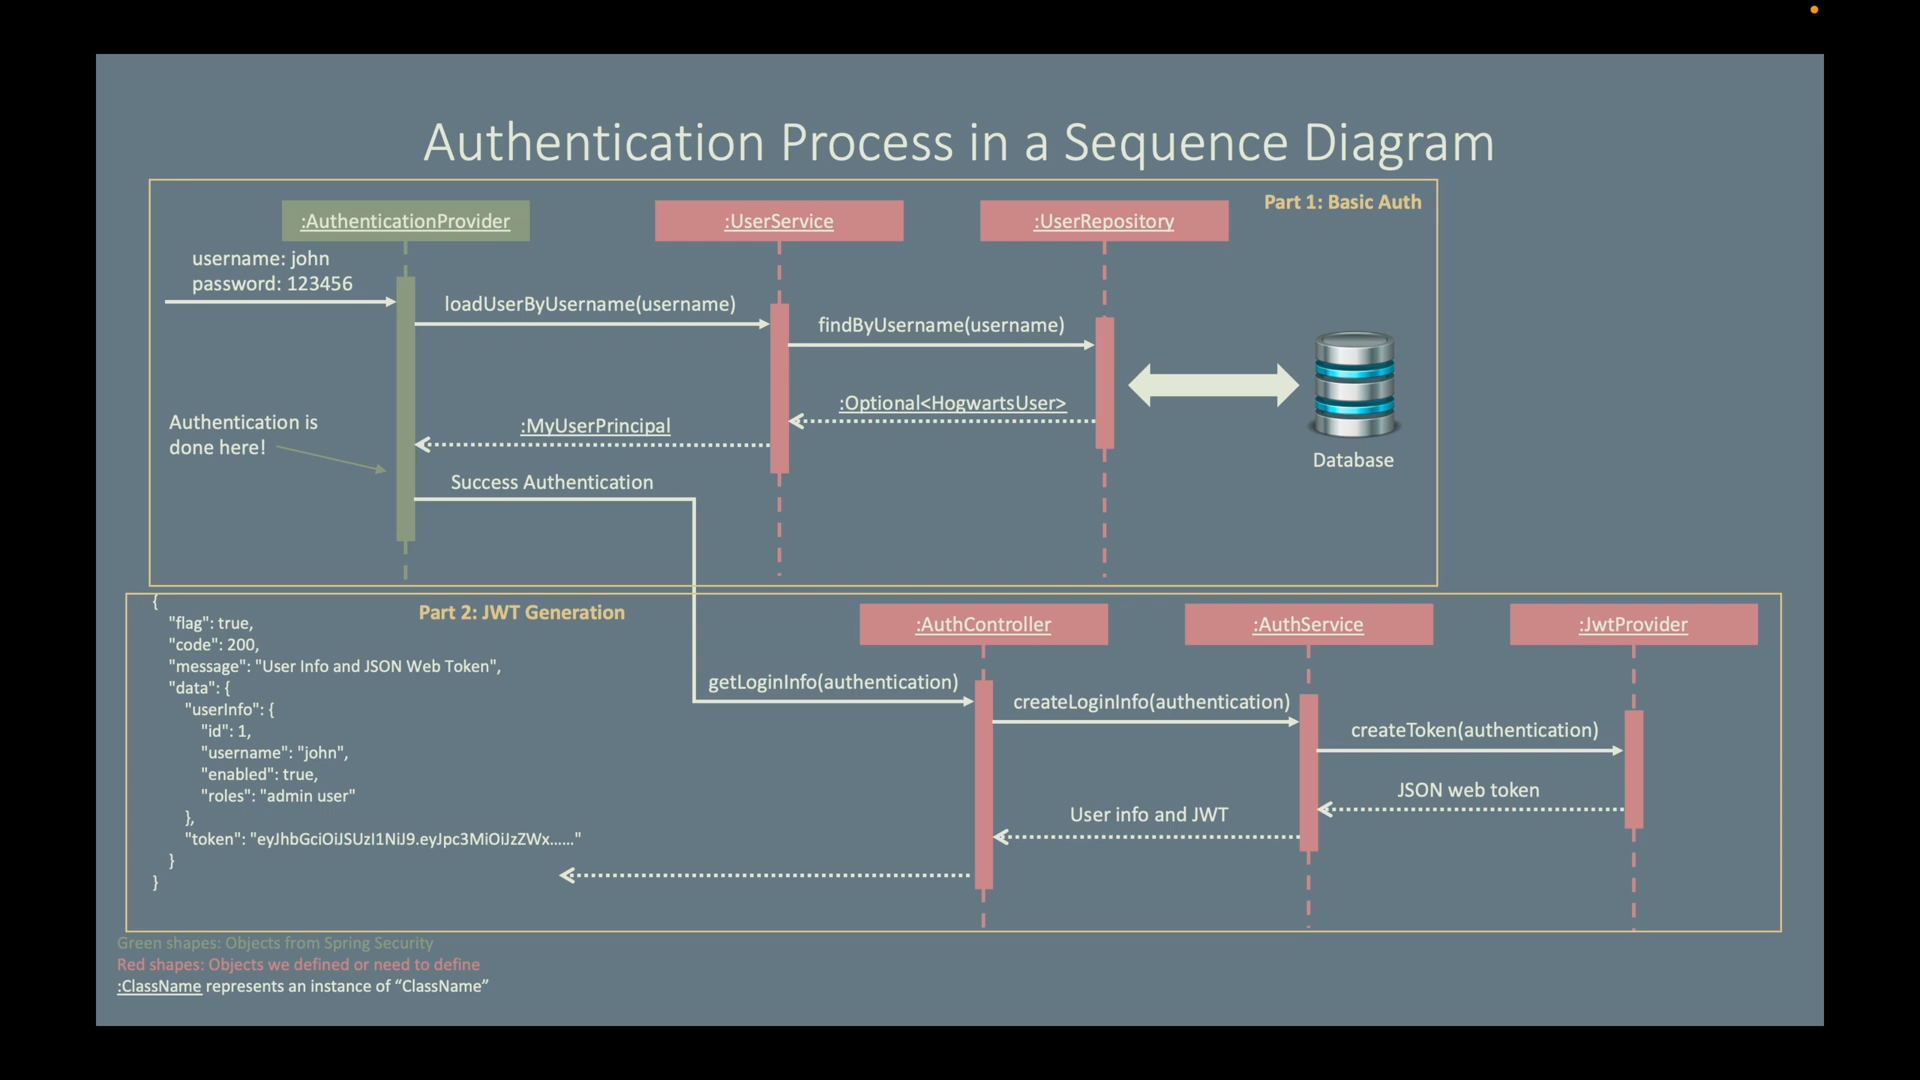 Authentication Process in a Sequence Diagram
Part 1: Basic Auth
:AuthenticationProvider
:UserService
:UserRepository
username: john
password: 123456
loadUserByUsername(username)
findByUsername(username)
:Optional<HogwartsUser>
:MyUserPrincipal
Authentication is
done here!
Success Authentication
Database
Part 2: JWT Generation
:AuthController
:AuthService
:JwtProvider
{
"flag": true,
"code": 200,
"message": "User Info and JSON Web Token",
"data": {
"userInfo": {
"id": 1,
"username": "john",
"enabled": true,
"roles": "admin user"
},
"token": "eyJhbGciOiJSUzI1NiJ9.eyJpc3MiOiJzZWx……"
}
}
getLoginInfo(authentication)
createLoginInfo(authentication)
createToken(authentication)
JSON web token
User info and JWT
Green shapes: Objects from Spring Security
Red shapes: Objects we defined or need to define
:ClassName represents an instance of “ClassName”